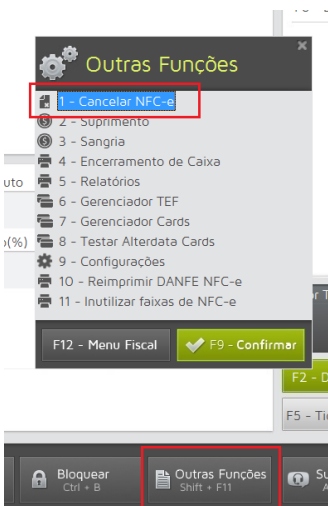 Outras Funções
1 - Cancelar NFC-e
2 - Suprimento
3 - Sangria
4 - Encerramento de Caixa
uto
5 - Relatórios
6 - Gerenciador TEF
7 - Gerenciador Cards
o(%)
8 - Testar Alterdata Cards
9 - Configurações
10 - Reimprimir DANFE NFC-e
11 - Inutilizar faixas de NFC-e
F12 - Menu Fiscal
F9 - Confirmar
F2 - D
F5 - Ti
Bloquear
Ctrl + B
Outras Funções
Shift + F11
Su
A